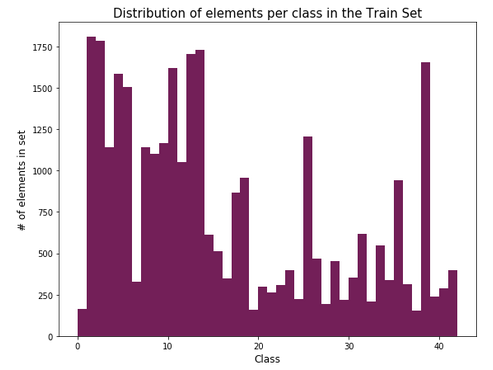 Distribution of elements per class in the Train Set
# of elements in set
1750
1500
1250
1000
750
500
250
0
0 10 20 30 40
Class